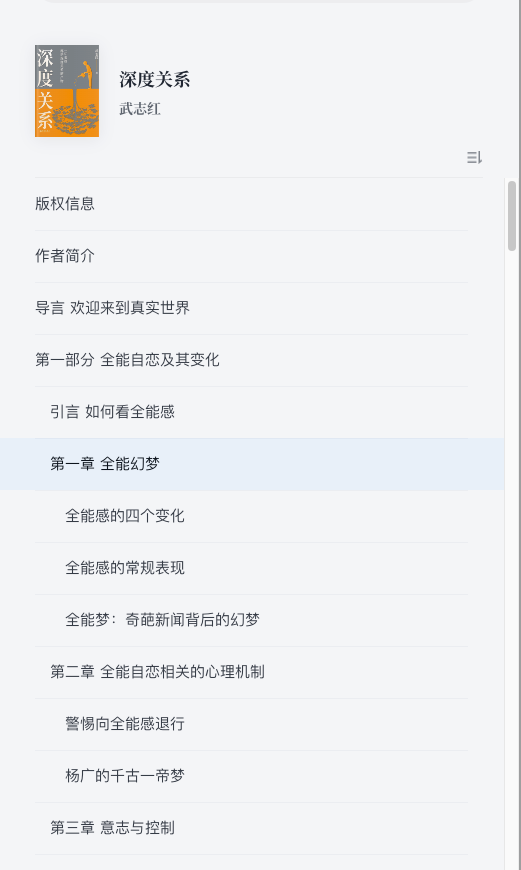 深度
关系
深度关系
武志红
版权信息
作者简介
导言 欢迎来到真实世界
第一部分 全能自恋及其变化
引言 如何看全能感
第一章 全能幻梦
全能感的四个变化
全能感的常规表现
全能梦：奇葩新闻背后的幻梦
第二章 全能自恋相关的心理机制
警惕向全能感退行
杨广的千古一帝梦
第三章 意志与控制